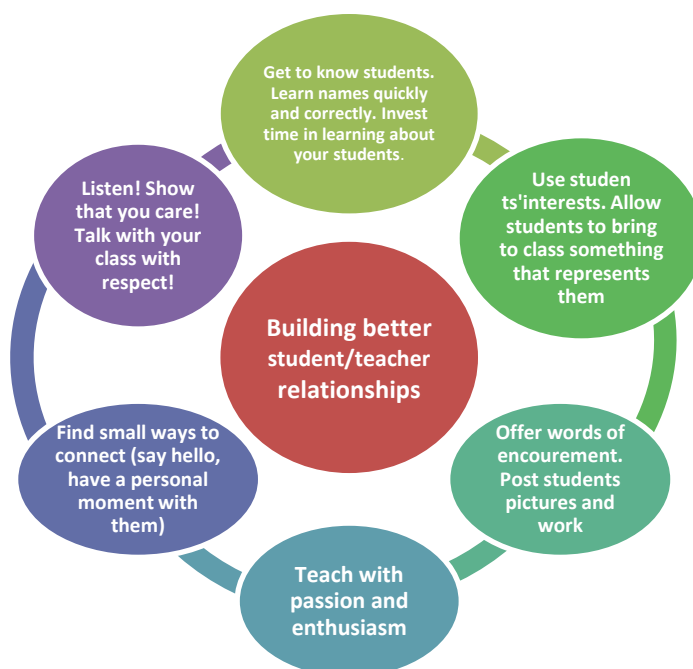 Get to know students.
Learn names quickly
and correctly. Invest
time in learning about
your students.
Use studen
ts'interests. Allow
students to bring
to class something
that represents
them
Offer words of
encourement.
Post students
pictures and
work
Teach with
passion and
enthusiasm
Find small ways to
connect (say hello,
have a personal
moment with
them)
Listen! Show
that you care!
Talk with your
class with
respect!
Building better
student/teacher
relationships